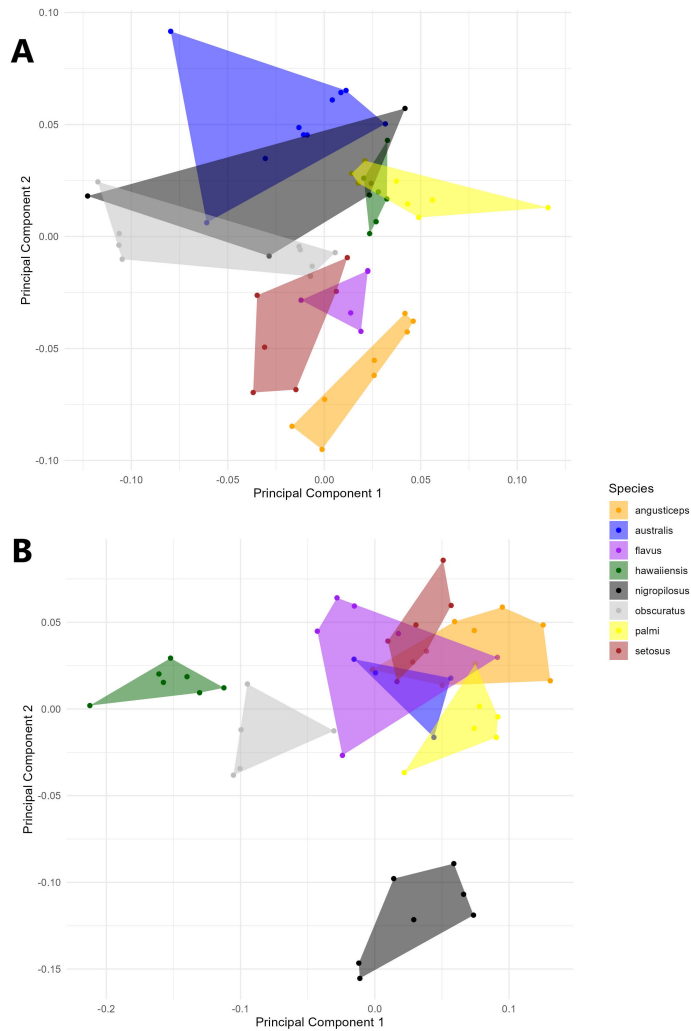 A
0.10
0.05
0.00
-0.05
-0.10
Principal Component 2
-0.10 -0.05 0.00 0.05 0.10
Principal Component 1
Species
angusticeps
australis
flavus
hawaiiensis
nigropilosus
obscuratus
palmi
setosus
B
0.05
0.00
-0.05
-0.10
-0.15
Principal Component 2
-0.2 -0.1 0.0 0.1
Principal Component 1